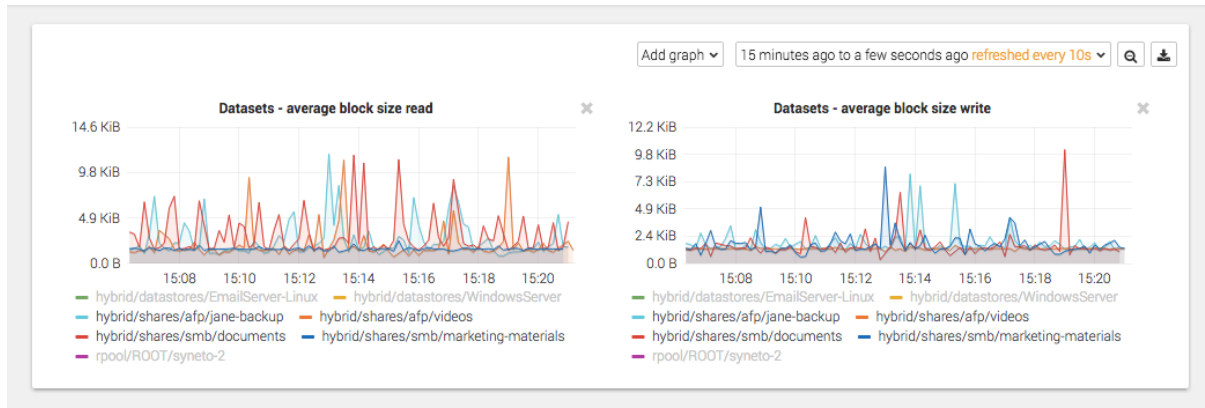 Add graph 15 minutes ago to a few seconds ago refreshed every 10s
Datasets - average block size read
14.6 KiB
9.8 KiB
4.9 KiB
0.0 B
15:08 15:10 15:12 15:14 15:16 15:18 15:20
hybrid/datastores/EmailServer-Linux hybrid/datastores/WindowsServer
hybrid/shares/afp/jane-backup hybrid/shares/afp/videos
hybrid/shares/smb/documents hybrid/shares/smb/marketing-materials
rpool/ROOT/syneto-2
Datasets - average block size write
12.2 KiB
9.8 KiB
7.3 KiB
4.9 KiB
2.4 KiB
0.0 B
15:08 15:10 15:12 15:14 15:16 15:18 15:20
hybrid/datastores/EmailServer-Linux hybrid/datastores/WindowsServer
hybrid/shares/afp/jane-backup hybrid/shares/afp/videos
hybrid/shares/smb/documents hybrid/shares/smb/marketing-materials
rpool/ROOT/syneto-2